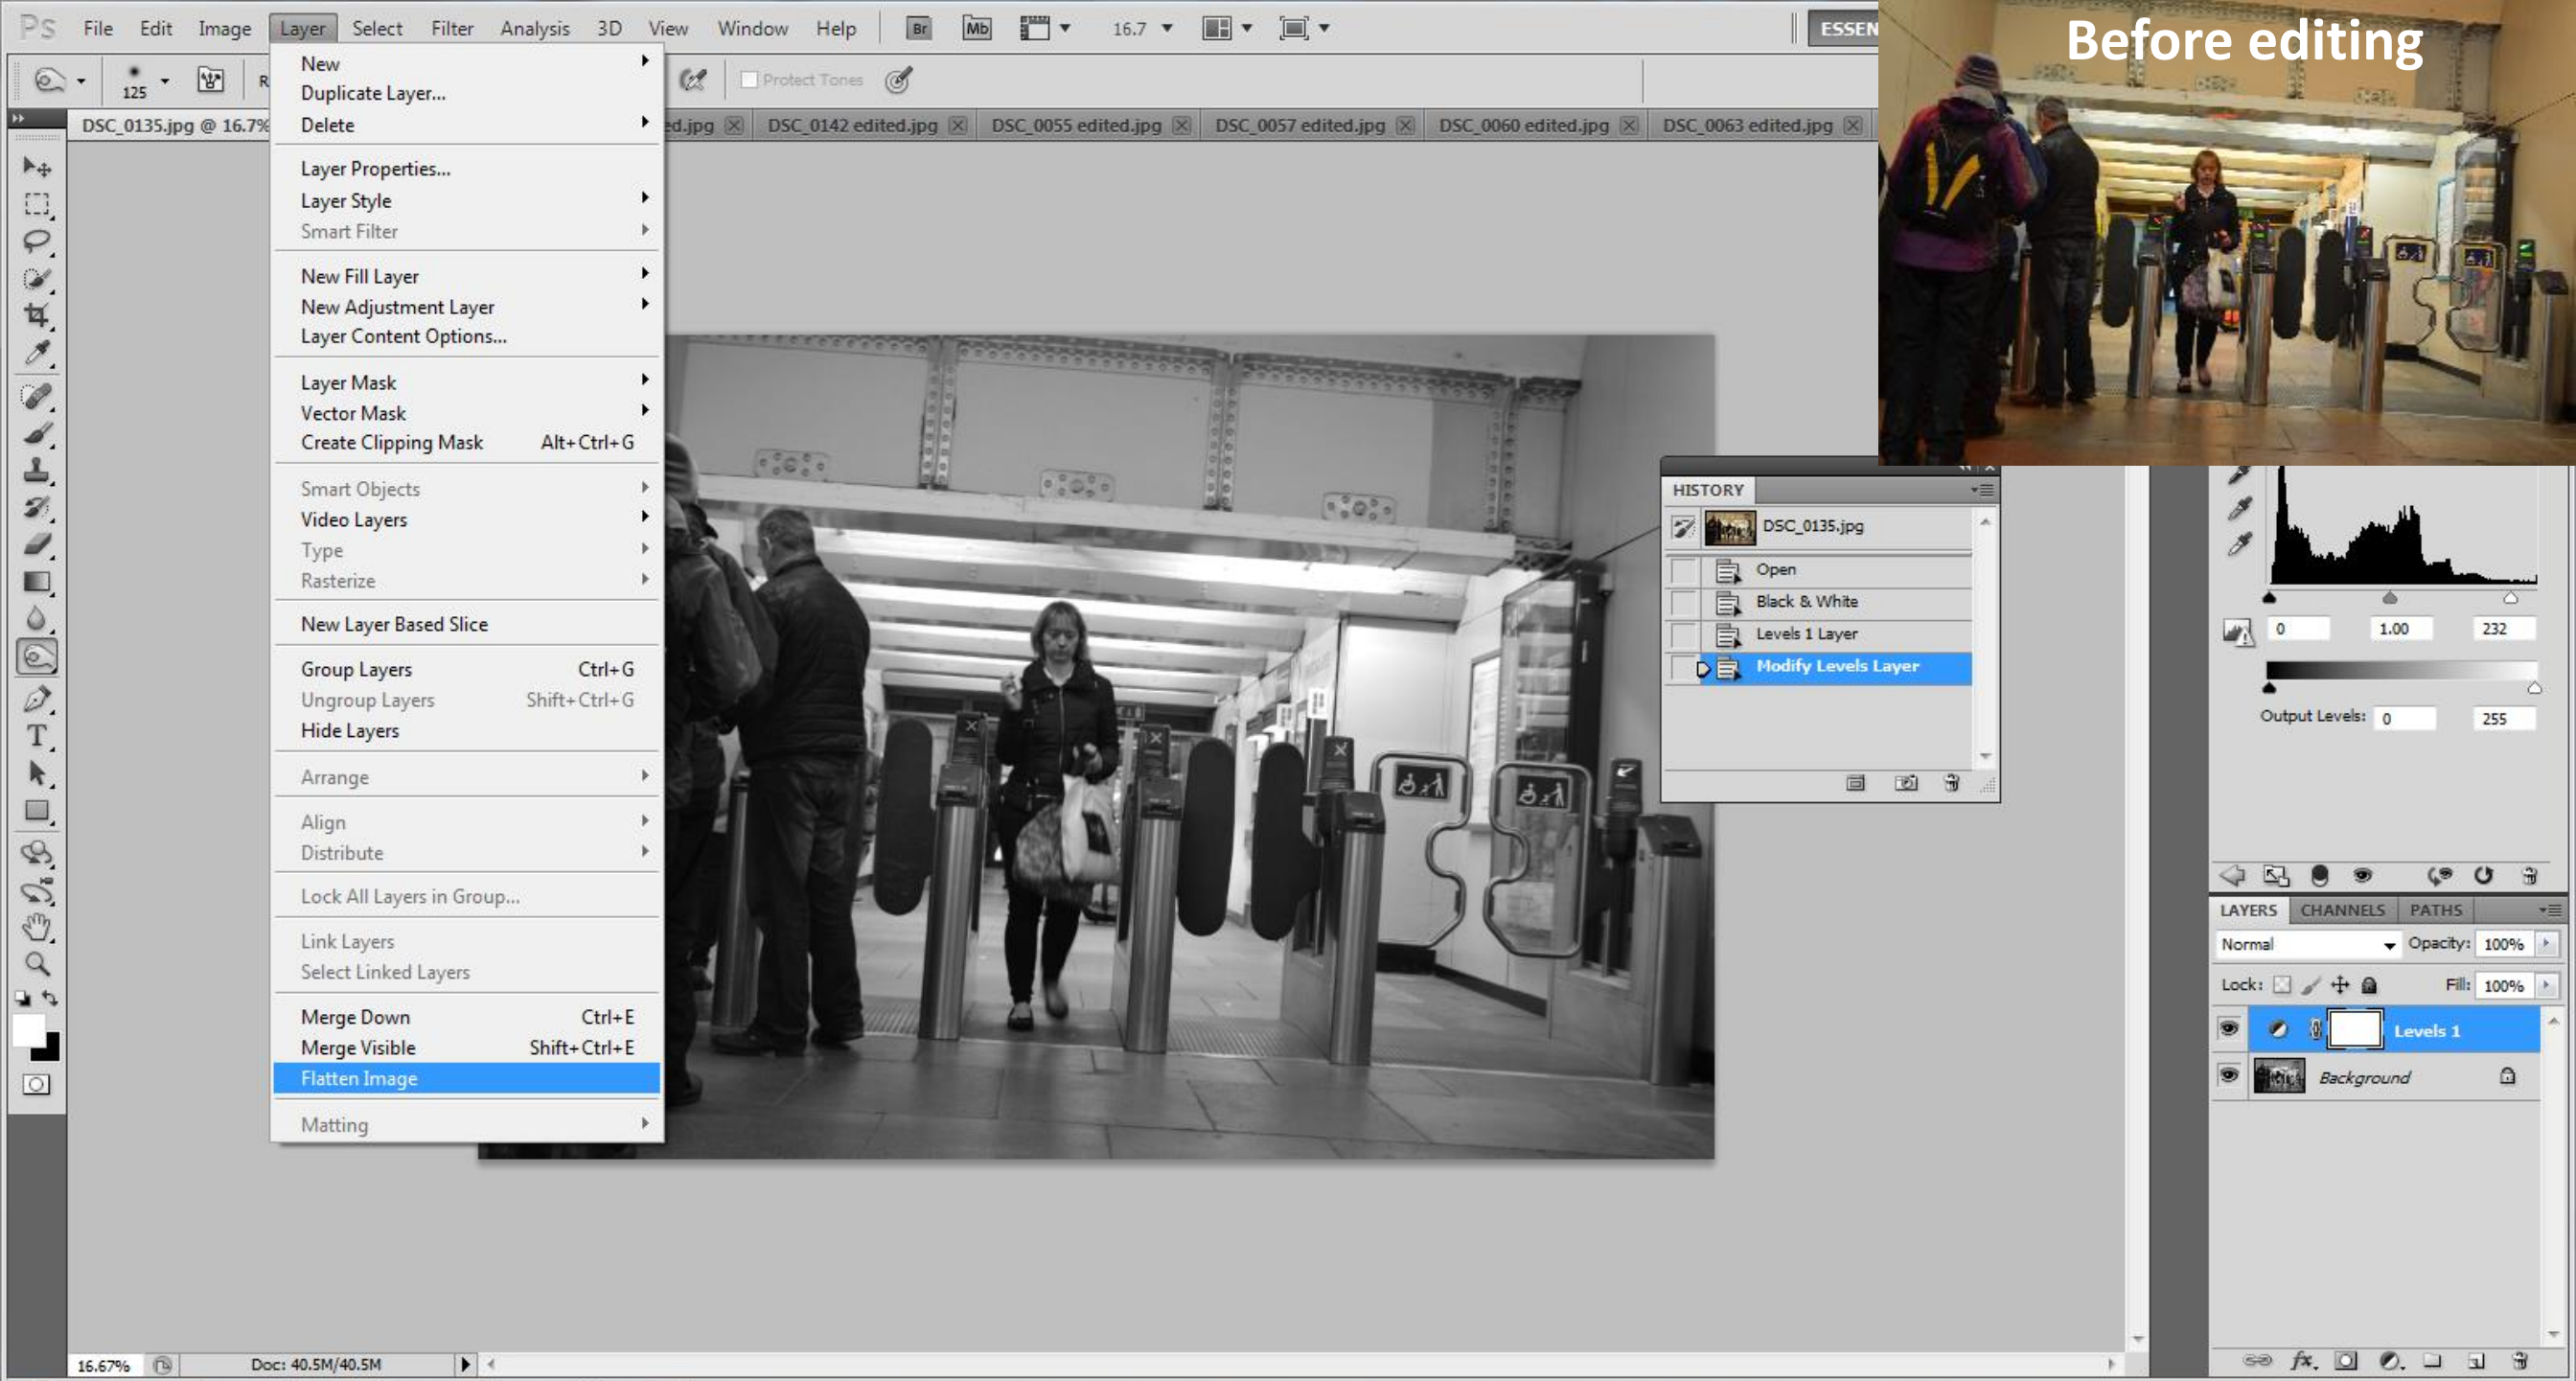 Ps File Edit Image Layer Select Filter Analysis 3D View Window Help Br Mb 16.7 ESSEN
Before editing
125 R Protect Tones
DSC_0135.jpg @ 16.7% ed.jpg DSC_0142 edited.jpg DSC_0055 edited.jpg DSC_0057 edited.jpg DSC_0060 edited.jpg DSC_0063 edited.jpg
New
Duplicate Layer...
Delete
Layer Properties...
Layer Style
Smart Filter
New Fill Layer
New Adjustment Layer
Layer Content Options...
Layer Mask
Vector Mask
Create Clipping Mask Alt+Ctrl+G
Smart Objects
Video Layers
Type
Rasterize
New Layer Based Slice
Group Layers Ctrl+G
Ungroup Layers Shift+Ctrl+G
Hide Layers
Arrange
Align
Distribute
Lock All Layers in Group...
Link Layers
Select Linked Layers
Merge Down Ctrl+E
Merge Visible Shift+Ctrl+E
Flatten Image
Matting
HISTORY
DSC_0135.jpg
Open
Black & White
Levels 1 Layer
Modify Levels Layer
0 1.00 232
Output Levels: 0 255
LAYERS CHANNELS PATHS
Normal Opacity: 100%
Lock: Fill: 100%
Levels 1
Background
16.67% Doc: 40.5M/40.5M
fx.